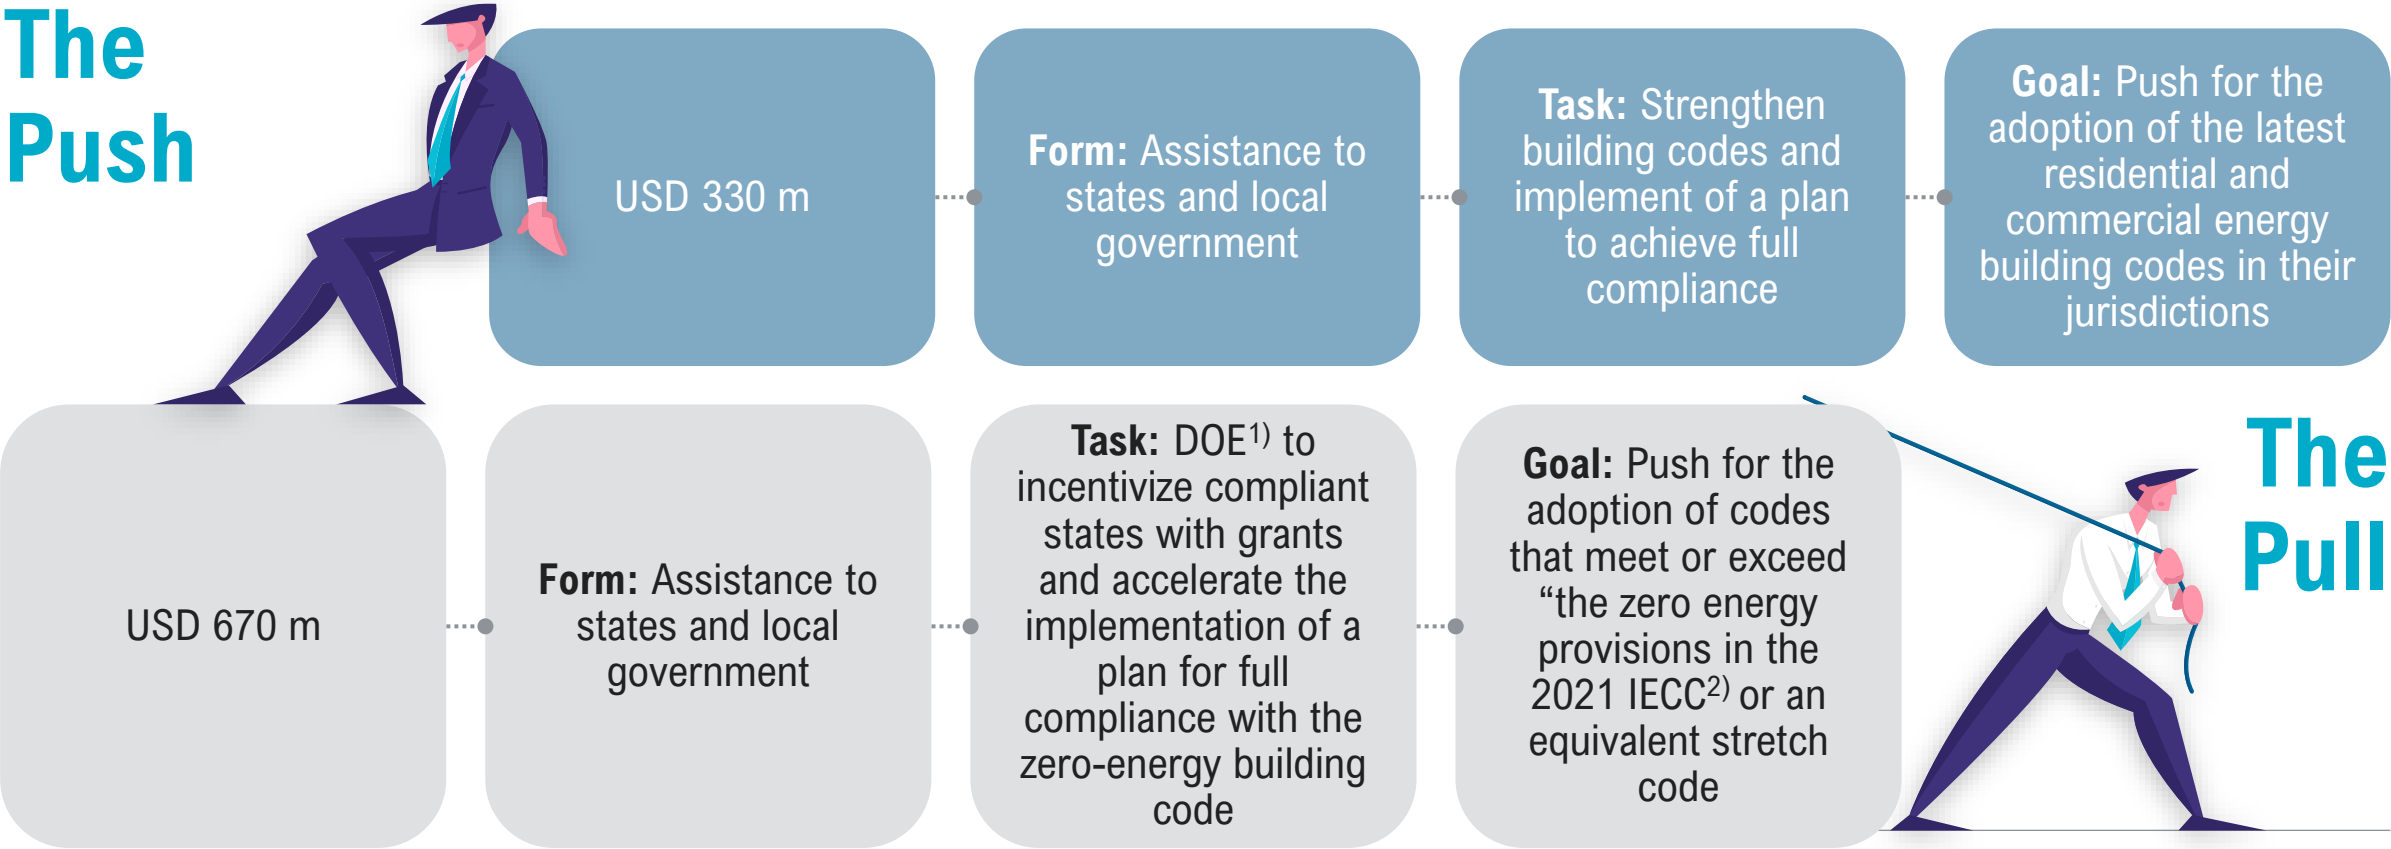 The
Push
USD 330 m
Form: Assistance to
states and local
government
Task: Strengthen
building codes and
implement of a plan
to achieve full
compliance
Goal: Push for the
adoption of the latest
residential and
commercial energy
building codes in their
jurisdictions
USD 670 m
Form: Assistance to
states and local
government
Task: DOE1) to
incentivize compliant
states with grants
and accelerate the
implementation of a
plan for full
compliance with the
zero-energy building
code
Goal: Push for the
adoption of codes
that meet or exceed
“the zero energy
provisions in the
2021 IECC2) or an
equivalent stretch
code
The
Pull